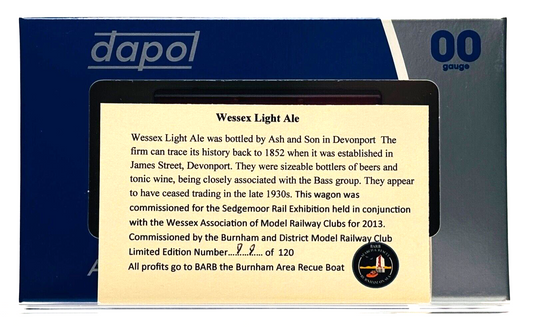 dapol
00
gauge
Wessex Light Ale
Wessex Light Ale was bottled by Ash and Son in Devonport The
firm can trace its history back to 1852 when it was established in
James Street, Devonport. They were sizeable bottlers of beers and
tonic wine, being closely associated with the Bass group. They appear
to have ceased trading in the late 1930s. This wagon was
commissioned for the Sedgemoor Rail Exhibition held in conjunction
with the Wessex Association of Model Railway Clubs for 2013.
Commissioned by the Burnham and District Model Railway Club
Limited Edition Number... .... of 120
All profits go to BARB the Burnham Area Recue Boat
BARB